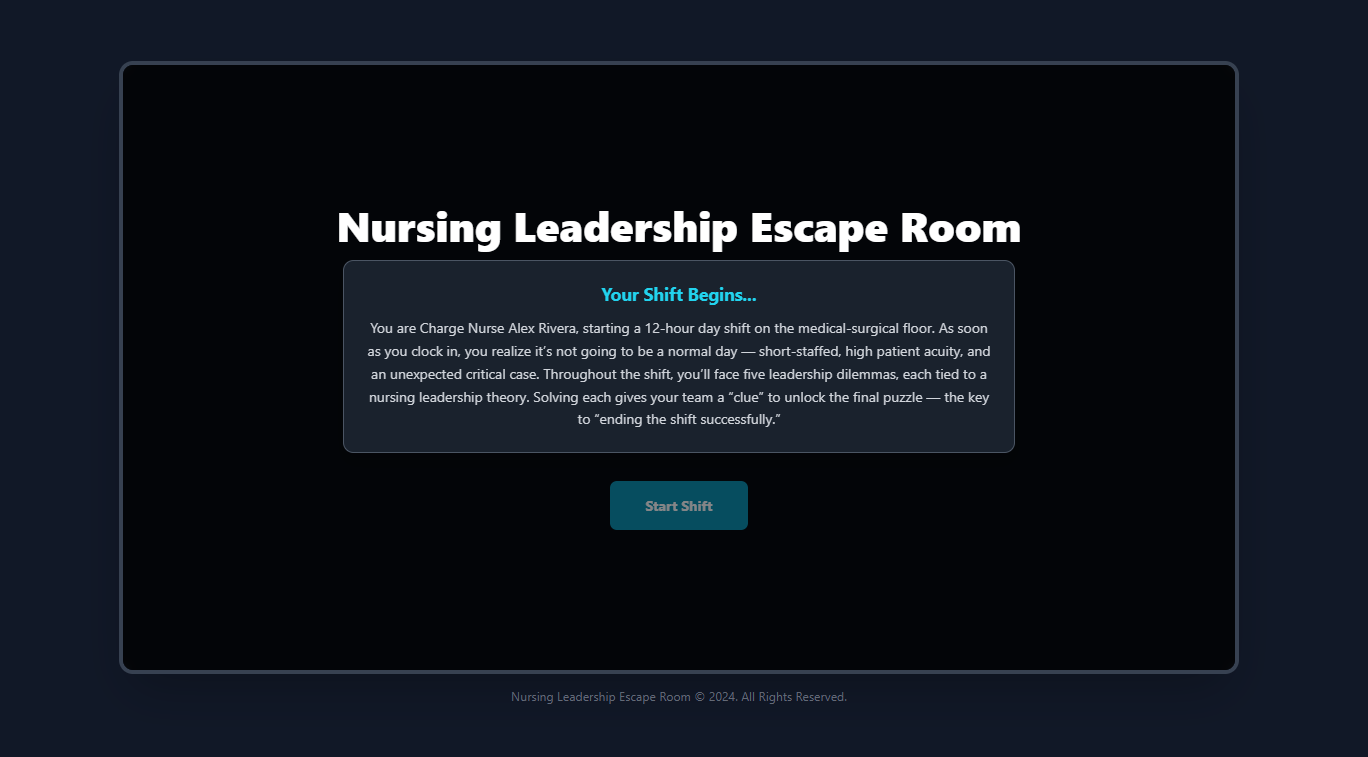 Nursing Leadership Escape Room
Your Shift Begins...
You are Charge Nurse Alex Rivera, starting a 12-hour day shift on the medical-surgical floor. As soon
as you clock in, you realize it’s not going to be a normal day — short-staffed, high patient acuity, and
an unexpected critical case. Throughout the shift, you’ll face five leadership dilemmas, each tied to a
nursing leadership theory. Solving each gives your team a “clue” to unlock the final puzzle — the key
to “ending the shift successfully.”
Start Shift
Nursing Leadership Escape Room © 2024. All Rights Reserved.